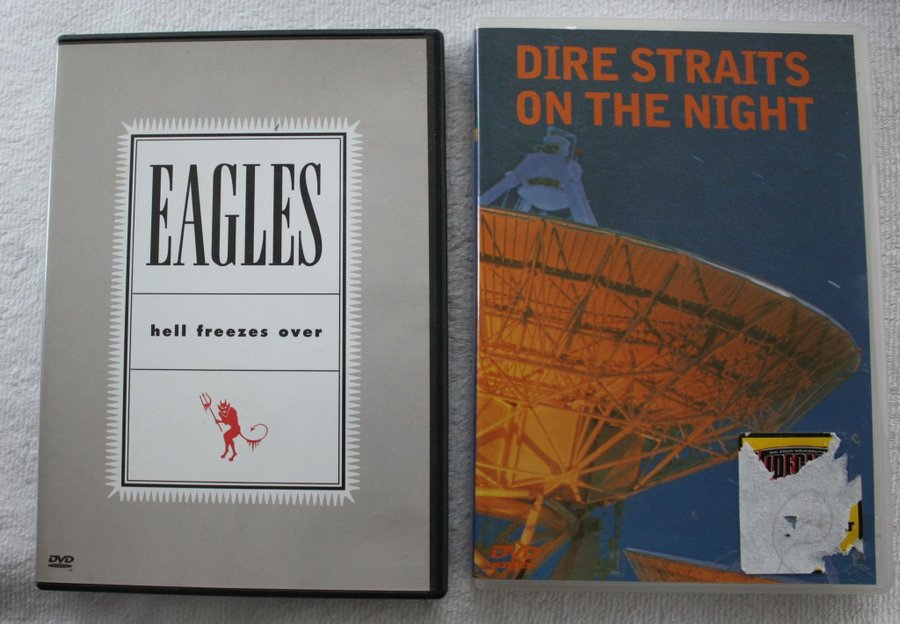 EAGLES
hell freezes over
DVD
DIRE STRAITS
ON THE NIGHT
DVD